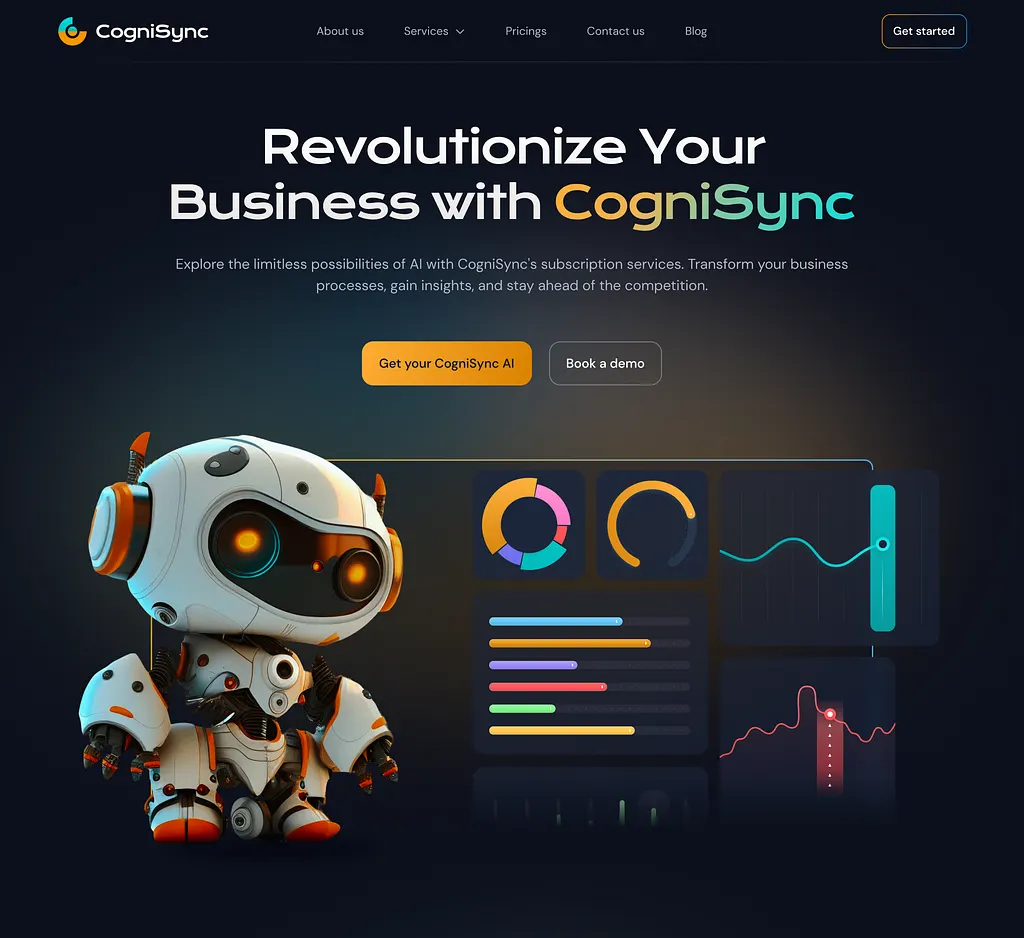 CogniSync
About us
Services
Pricings
Contact us
Blog
Get started
Revolutionize Your
Business with CogniSync
Explore the limitless possibilities of AI with CogniSync's subscription services. Transform your business
processes, gain insights, and stay ahead of the competition.
Get your CogniSync AI
Book a demo